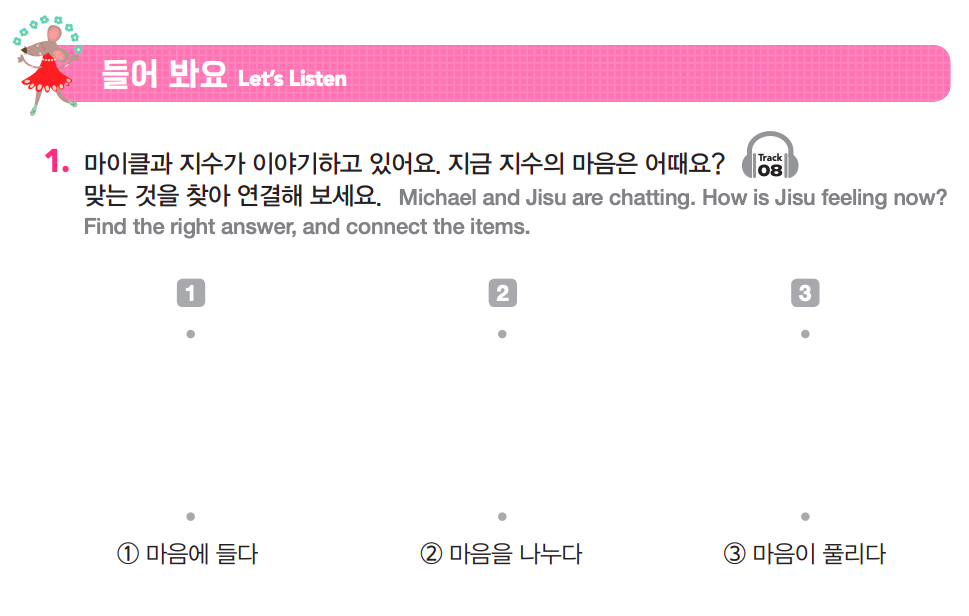 들어 봐요 Let's Listen
1. 마이클과 지수가 이야기하고 있어요. 지금 지수의 마음은 어때요? Track 08
맞는 것을 찾아 연결해 보세요. Michael and Jisu are chatting. How is Jisu feeling now?
Find the right answer, and connect the items.
1 2 3
① 마음에 들다 ② 마음을 나누다 ③ 마음이 풀리다